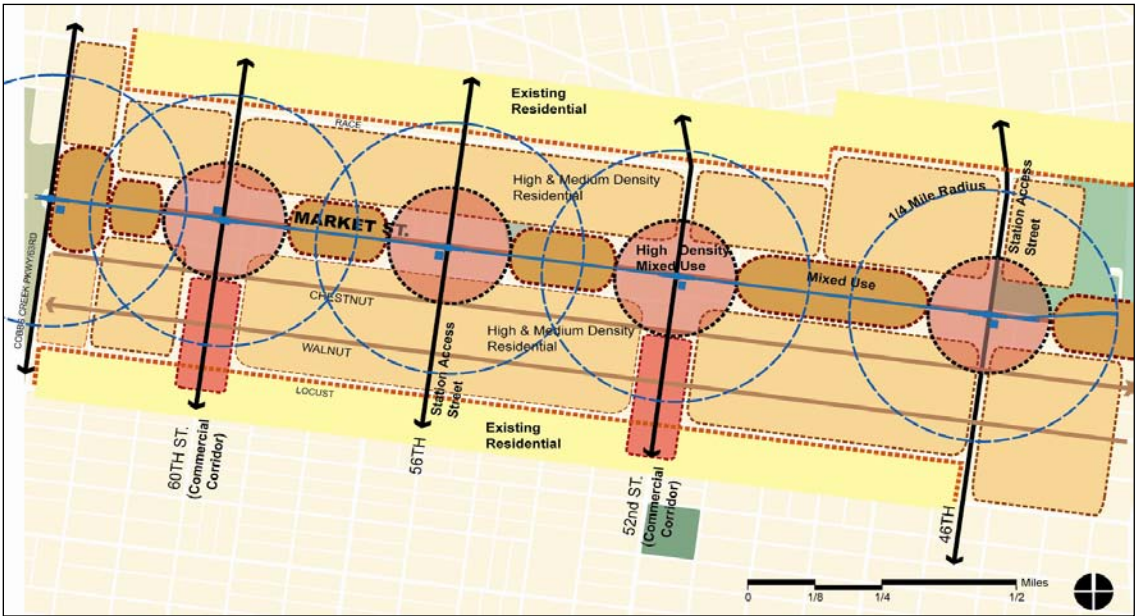 Existing
Residential
RACE
High & Medium Density
Residential
1/4 Mile Radius
Station Access
Street
MARKET ST.
High Density
Mixed Use
Mixed Use
COBBS CREEK PKWY/63RD
CHESTNUT
High & Medium Density
Residential
WALNUT
LOCUST
Station Access
Street
Existing
Residential
60TH ST.
(Commercial
Corridor)
56TH
52nd ST.
(Commercial
Corridor)
46TH
Miles
0 1/8 1/4 1/2